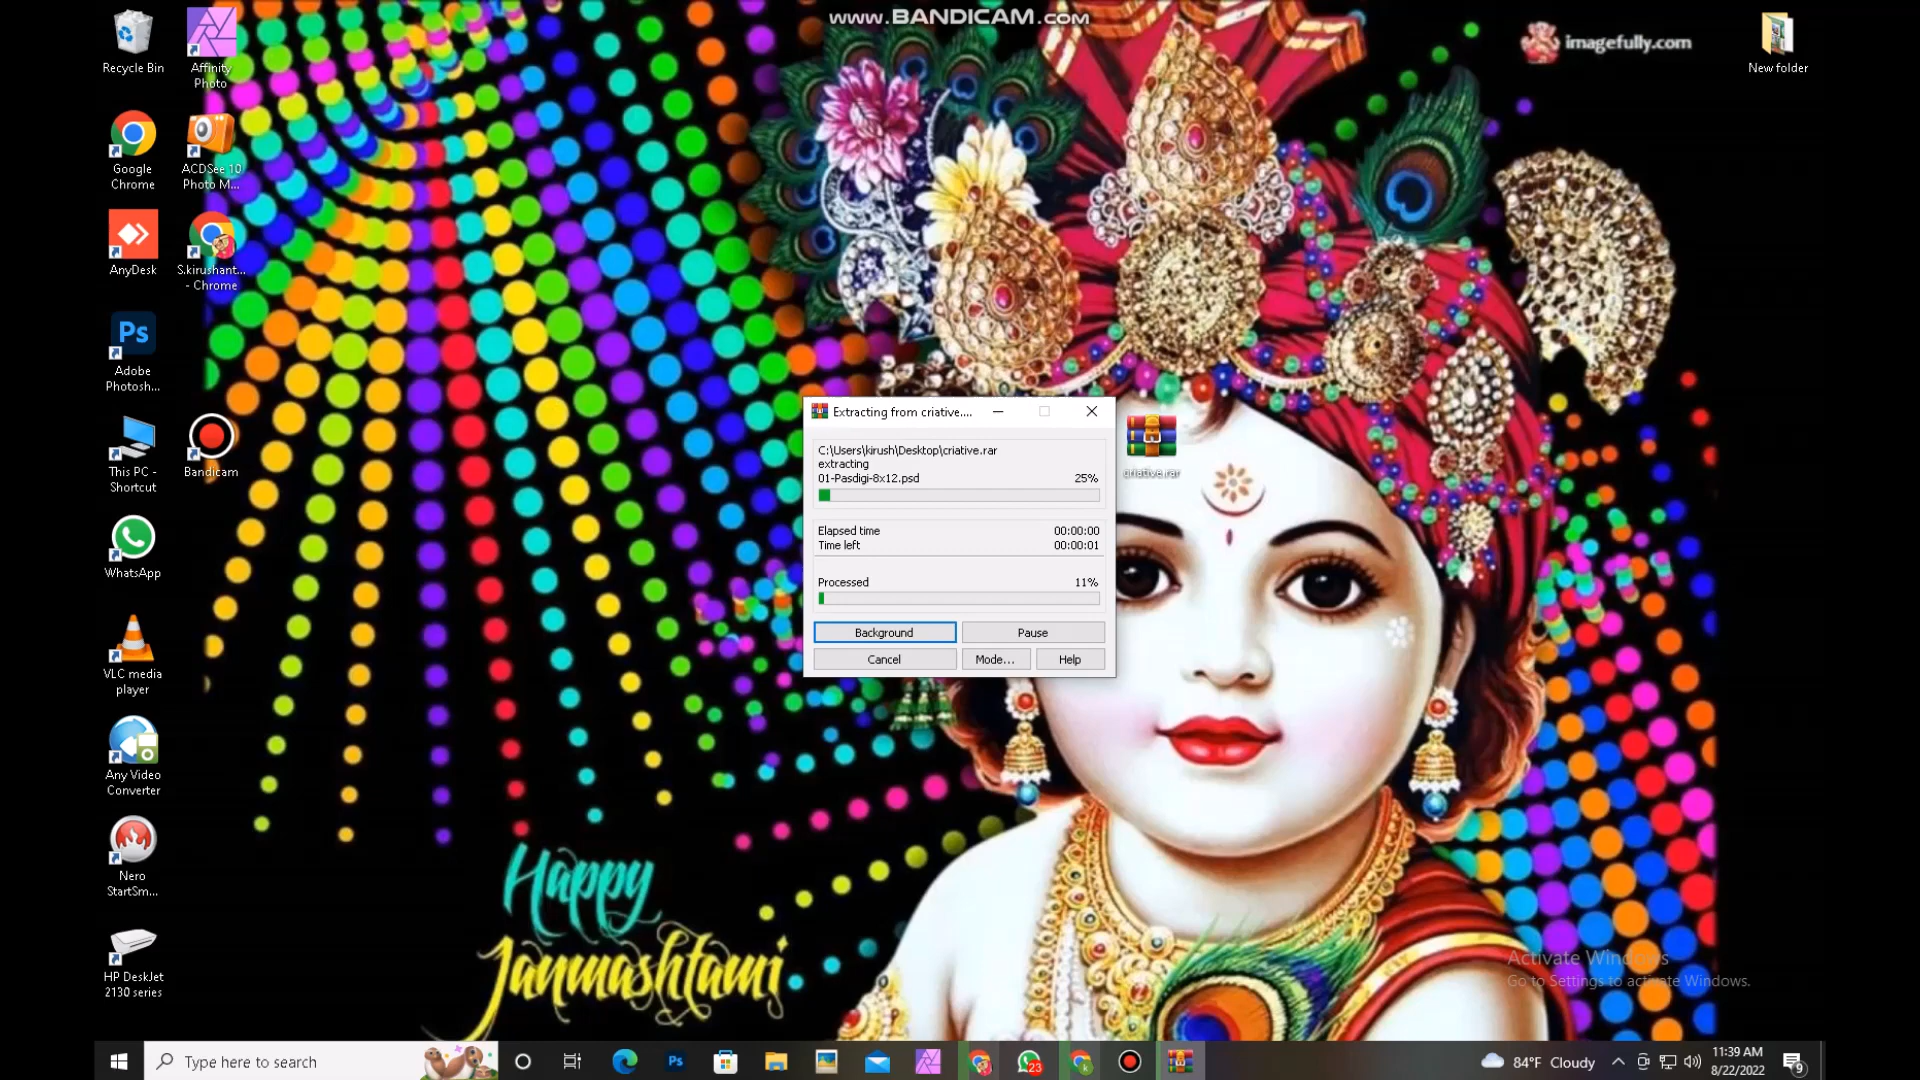 www.BANDICAM.com
imagefully.com
Recycle Bin
Affinity
Photo
New folder
Google
Chrome
ACDSee 10
Photo M...
AnyDesk
S.kirushant...
- Chrome
Ps
Adobe
Photosh...
This PC -
Shortcut
Bandicam
WhatsApp
VLC media
player
Any Video
Converter
Nero
StartSm...
HP DeskJet
2130 series
Extracting from criative....
C:\Users\kirush\Desktop\criative.rar
extracting
01-Pasdigi-8x12.psd 25%
Elapsed time 00:00:00
Time left 00:00:01
Processed 11%
Background Pause
Cancel Mode... Help
criative.rar
Happy
Janmashtami
Activate Windows
Go to Settings to activate Windows.
Type here to search
Ps
23
k
84°F Cloudy
11:39 AM
8/22/2022
9